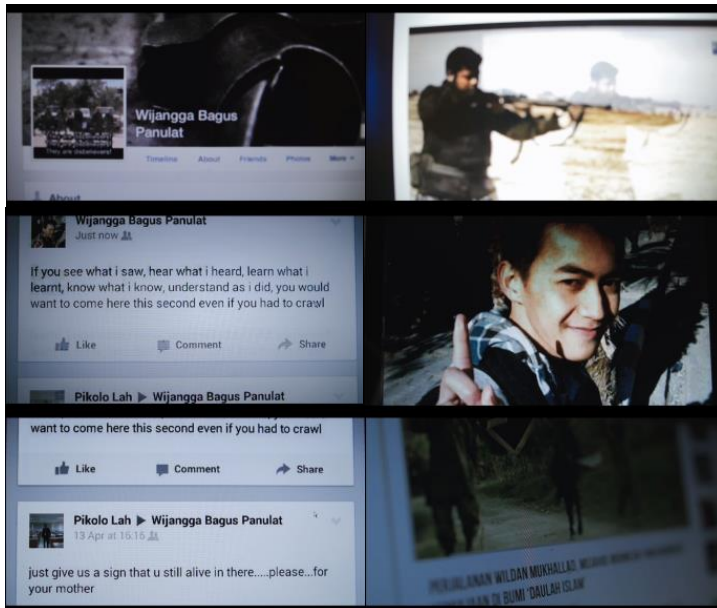 Wijangga Bagus
Panulat
They are disbelievers!
Timeline About Friends Photos More
About
Wijangga Bagus Panulat
Just now
If you see what i saw, hear what i heard, learn what i
learnt, know what i know, understand as i did, you would
want to come here this second even if you had to crawl
Like Comment Share
Pikolo Lah ▶ Wijangga Bagus Panulat
want to come here this second even if you had to crawl
Like Comment Share
Pikolo Lah ▶ Wijangga Bagus Panulat
13 Apr at 16:16
just give us a sign that u still alive in there.....please...for
your mother
PERJALANAN WILDAN MUKHALLAD, MUJAHID
DI BUMI 'DAULAH ISLAM'